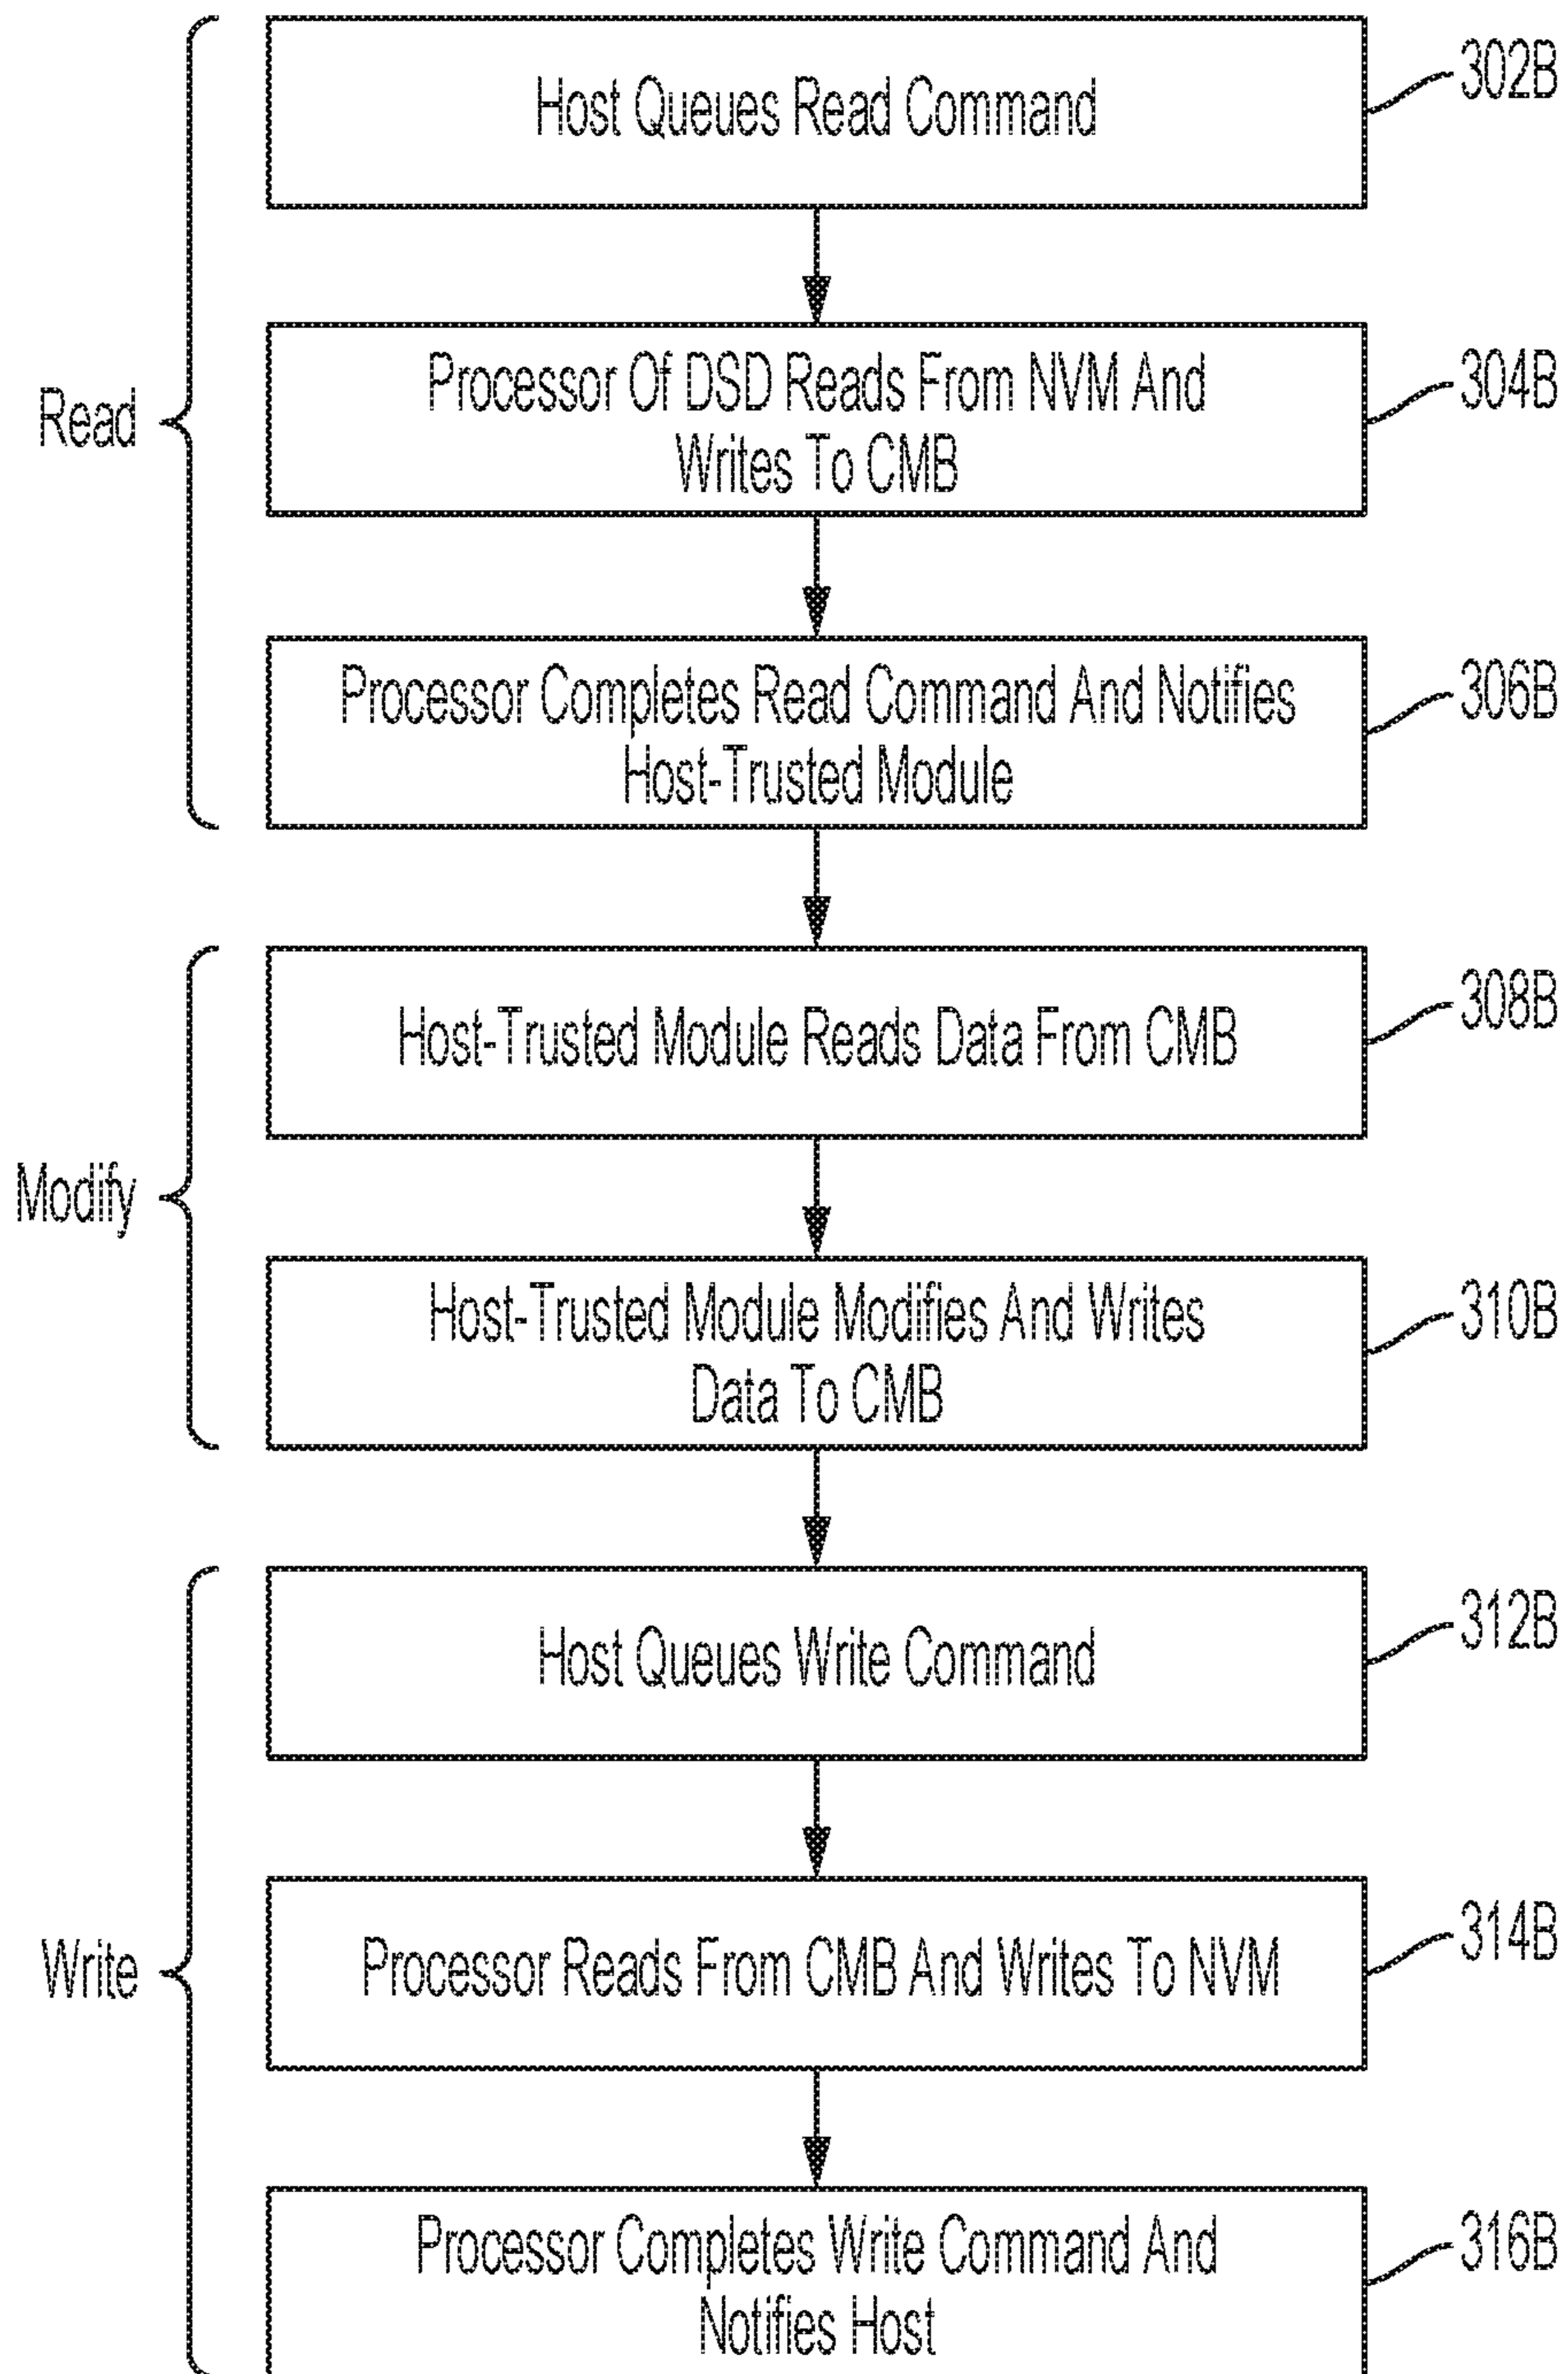 Host Queues Read Command
302B
Processor Of DSD Reads From NVM And
Writes To CMB
304B
Read
Processor Completes Read Command And Notifies
Host-Trusted Module
306B
Host-Trusted Module Reads Data From CMB
308B
Modify
Host-Trusted Module Modifies And Writes
Data To CMB
310B
Host Queues Write Command
312B
Processor Reads From CMB And Writes To NVM
314B
Write
Processor Completes Write Command And
Notifies Host
316B